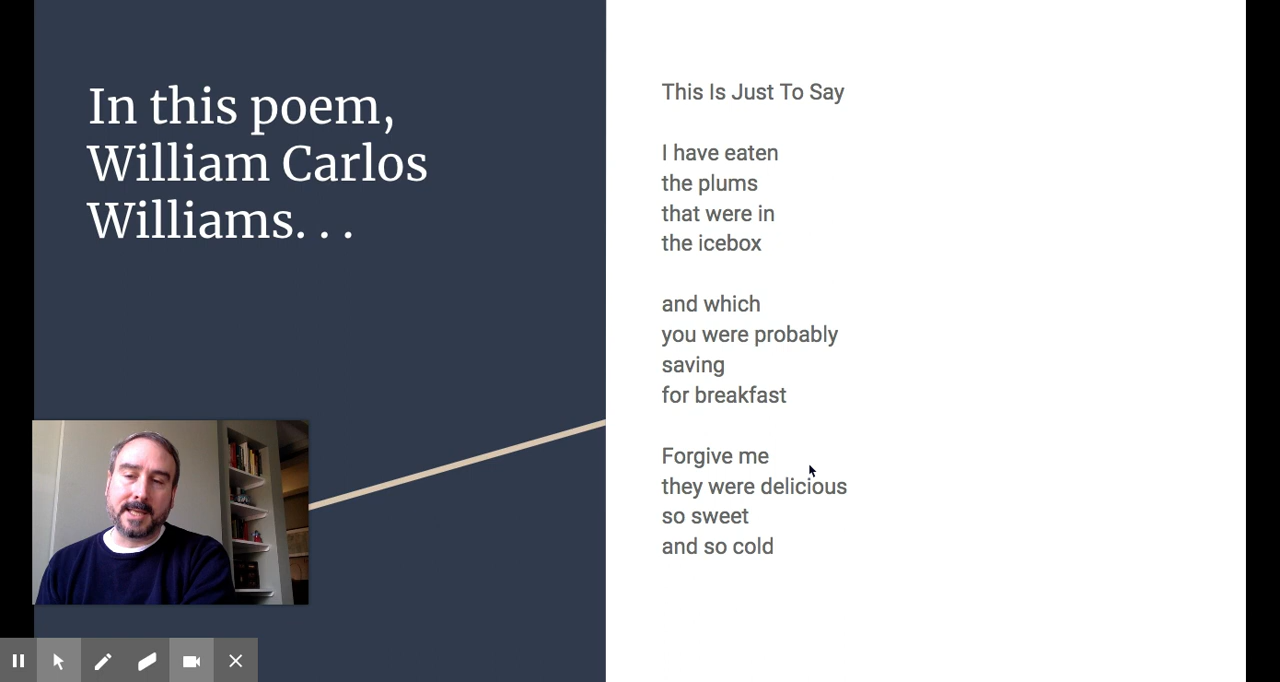 In this poem,
William Carlos
Williams. . .
This Is Just To Say
I have eaten
the plums
that were in
the icebox
and which
you were probably
saving
for breakfast
Forgive me
they were delicious
so sweet
and so cold